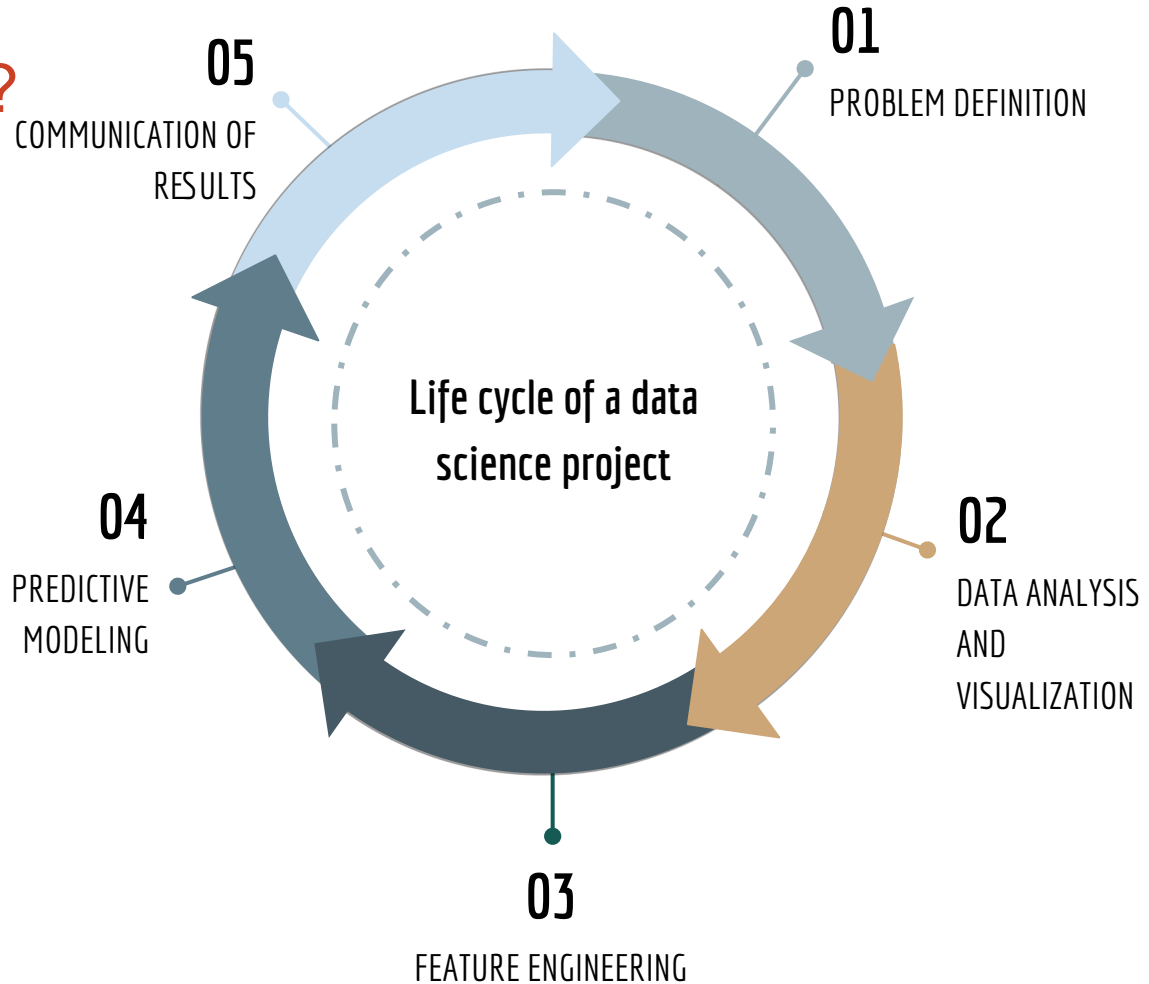 ?
01
PROBLEM DEFINITION
05
COMMUNICATION OF
RESULTS
Life cycle of a data
science project
02
DATA ANALYSIS
AND
VISUALIZATION
04
PREDICTIVE
MODELING
03
FEATURE ENGINEERING